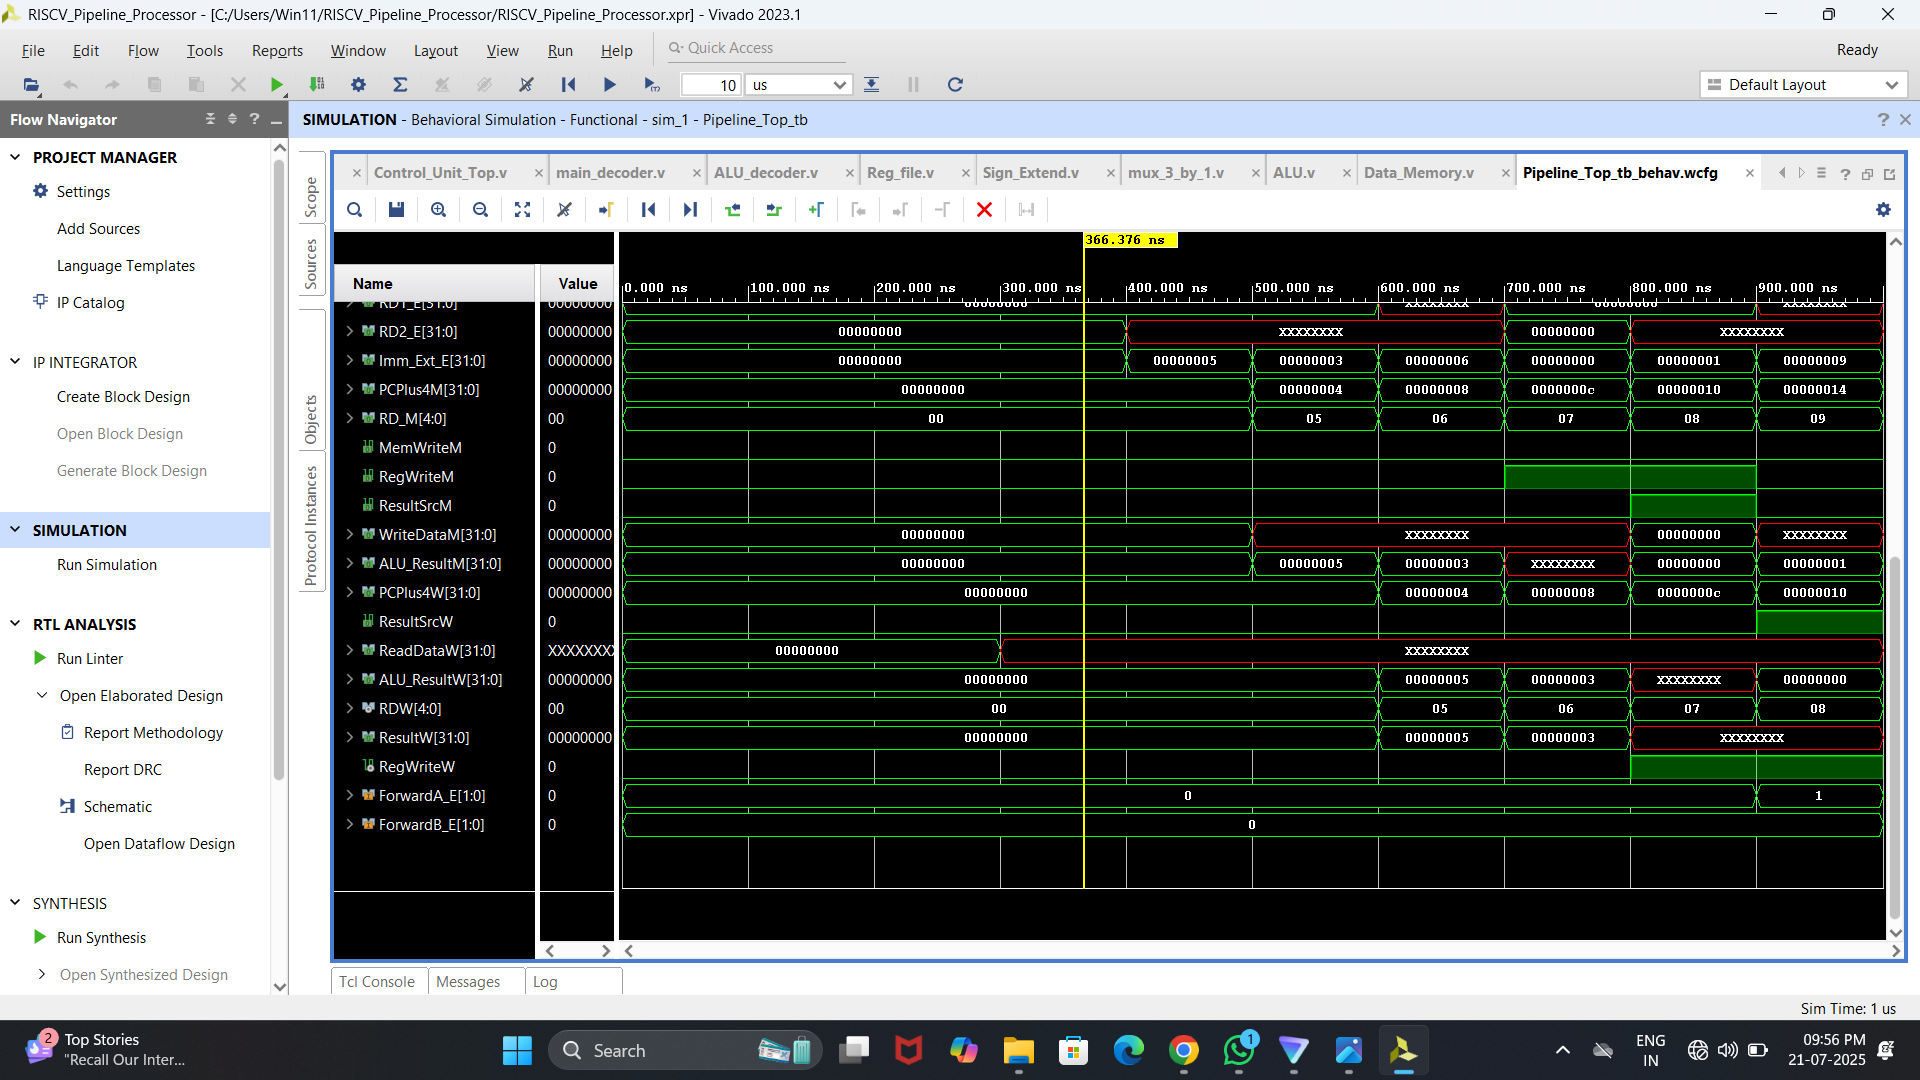 RISCV_Pipeline_Processor - [C:/Users/Win11/RISCV_Pipeline_Processor/RISCV_Pipeline_Processor.xpr] - Vivado 2023.1
File Edit Flow Tools Reports Window Layout View Run Help Quick Access Ready
10 us Default Layout
Flow Navigator
SIMULATION - Behavioral Simulation - Functional - sim_1 - Pipeline_Top_tb
PROJECT MANAGER
Settings
Add Sources
Language Templates
IP Catalog
IP INTEGRATOR
Create Block Design
Open Block Design
Generate Block Design
SIMULATION
Run Simulation
RTL ANALYSIS
Run Linter
Open Elaborated Design
Report Methodology
Report DRC
Schematic
Open Dataflow Design
SYNTHESIS
Run Synthesis
Open Synthesized Design
Scope
Sources
Objects
Protocol Instances
Control_Unit_Top.v main_decoder.v ALU_decoder.v Reg_file.v Sign_Extend.v mux_3_by_1.v ALU.v Data_Memory.v Pipeline_Top_tb_behav.wcfg
366.376 ns
Name Value 0.000 ns 100.000 ns 200.000 ns 300.000 ns 400.000 ns 500.000 ns 600.000 ns 700.000 ns 800.000 ns 900.000 ns
RD1_E[31:0] 00000000 00000000 XXXXXXXX 00000000 XXXXXXXX
RD2_E[31:0] 00000000 00000000 XXXXXXXX 00000000 XXXXXXXX
Imm_Ext_E[31:0] 00000000 00000000 00000005 00000003 00000006 00000000 00000001 00000009
PCPlus4M[31:0] 00000000 00000000 00000004 00000008 0000000c 00000010 00000014
RD_M[4:0] 00 00 05 06 07 08 09
MemWriteM 0
RegWriteM 0
ResultSrcM 0
WriteDataM[31:0] 00000000 00000000 XXXXXXXX 00000000 XXXXXXXX
ALU_ResultM[31:0] 00000000 00000000 00000005 00000003 XXXXXXXX 00000000 00000001
PCPlus4W[31:0] 00000000 00000000 00000004 00000008 0000000c 00000010
ResultSrcW 0
ReadDataW[31:0] XXXXXXXX 00000000 XXXXXXXX
ALU_ResultW[31:0] 00000000 00000000 00000005 00000003 XXXXXXXX 00000000
RDW[4:0] 00 00 05 06 07 08
ResultW[31:0] 00000000 00000000 00000005 00000003 XXXXXXXX
RegWriteW 0
ForwardA_E[1:0] 0 0 1
ForwardB_E[1:0] 0 0
Tcl Console Messages Log
Sim Time: 1 us
2 Top Stories
"Recall Our Inter...
Search
1
ENG
IN
09:56 PM
21-07-2025